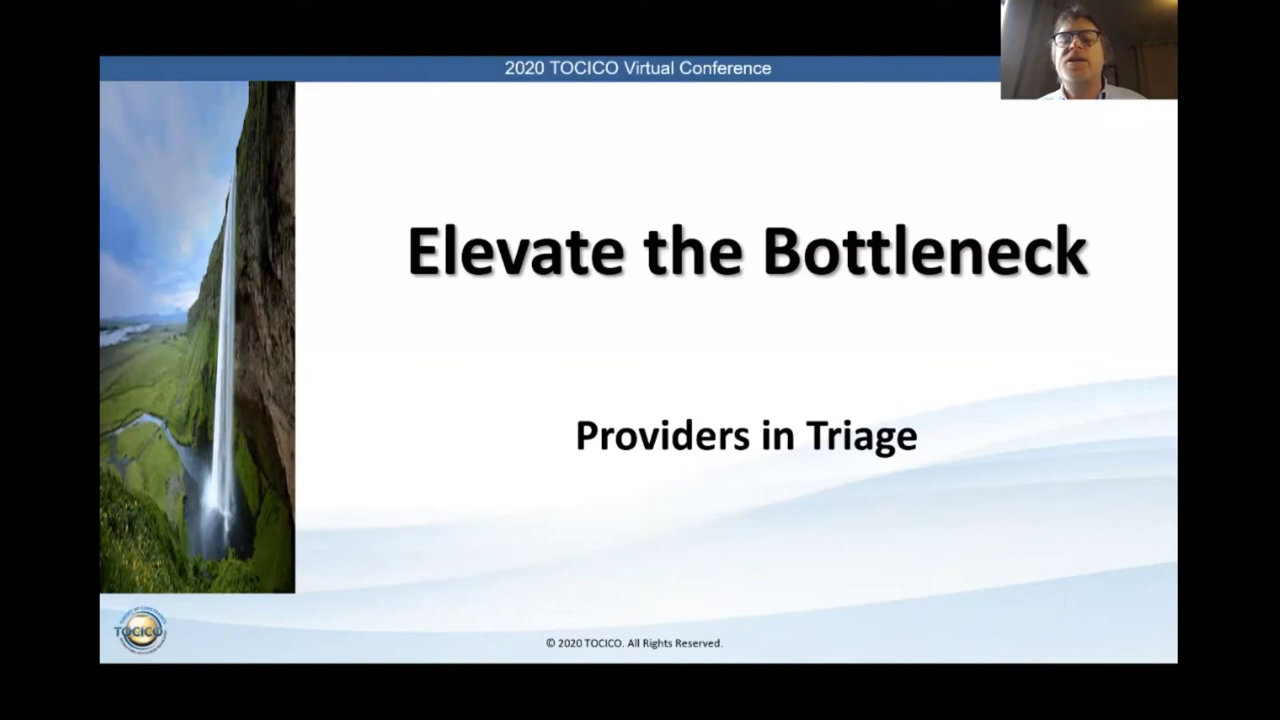 2020 TOCICO Virtual Conference
Elevate the Bottleneck
Providers in Triage
TOCICO
© 2020 TOCICO. All Rights Reserved.